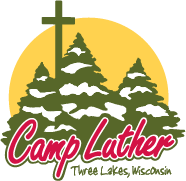 Camp Luther
Three Lakes, Wisconsin